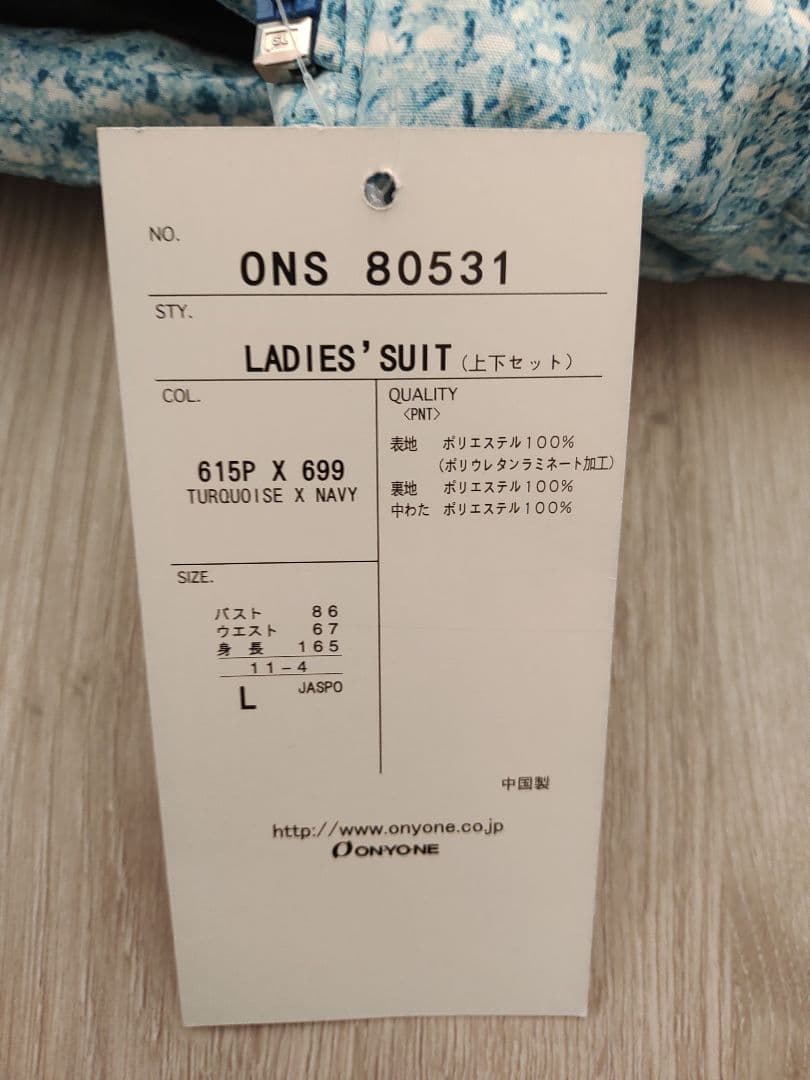 NO.
ONS 80531
STY.
LADIES' SUIT (上下セット)
COL.
615P X 699
TURQUOISE X NAVY
QUALITY
<PNT>
表地 ポリエステル100%
(ポリウレタンラミネート加工)
裏地 ポリエステル100%
中わた ポリエステル100%
SIZE.
バスト 86
ウエスト 67
身長 165
11-4
L JASPO
中国製
http://www.onyone.co.jp
ONYONE